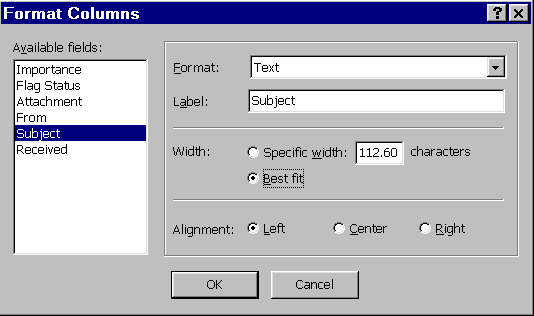 Format Columns
Available fields:
Importance
Flag Status
Attachment
From
Subject
Received
Format: Text
Label: Subject
Width: Specific width: 112.60 characters
Best fit
Alignment: Left Center Right
OK Cancel